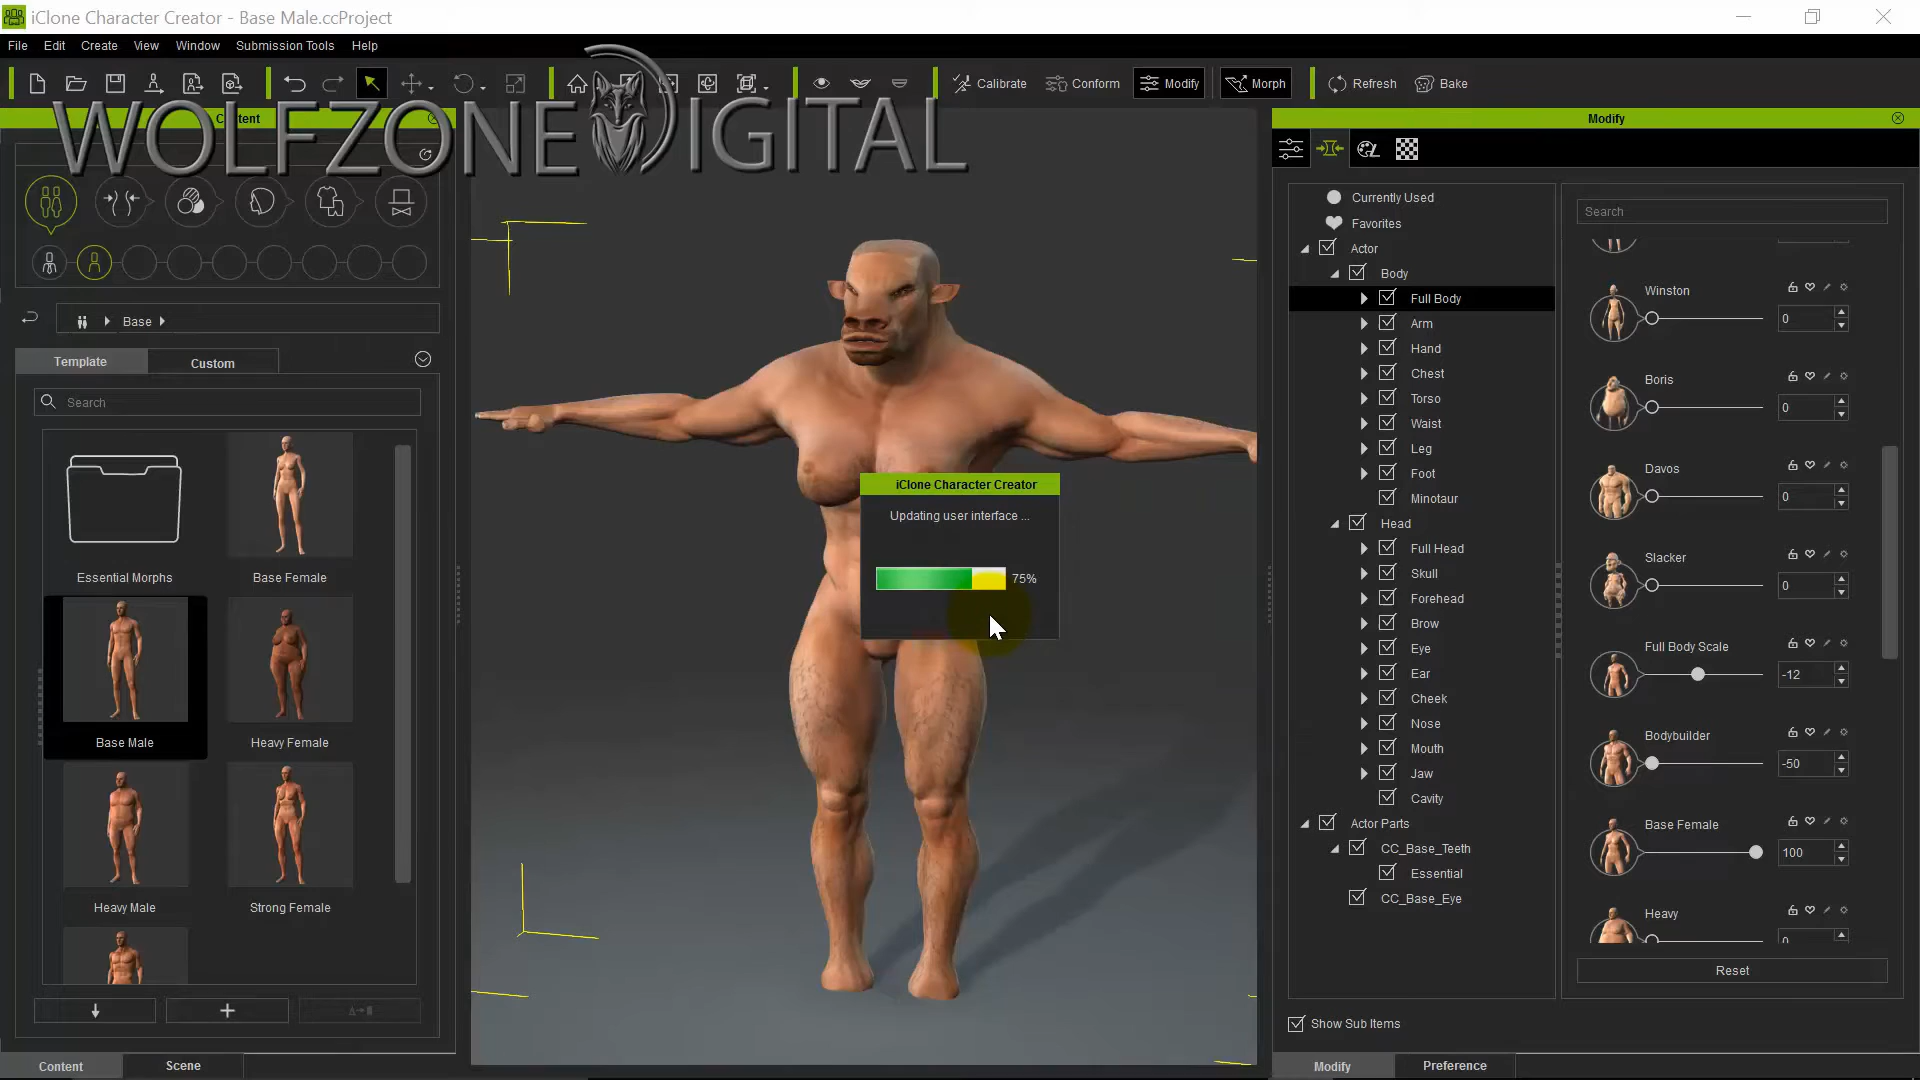 iClone Character Creator - Base Male.ccProject
File Edit Create View Window Submission Tools Help
Calibrate Conform Modify Morph Refresh Bake
WOLFZONE DIGITAL
Content
Base
Template Custom
Search
Essential Morphs Base Female
Base Male Heavy Female
Heavy Male Strong Female
Content Scene
iClone Character Creator
Updating user interface ...
75%
Modify
Currently Used
Favorites
Actor
Body
Full Body
Arm
Hand
Chest
Torso
Waist
Leg
Foot
Minotaur
Head
Full Head
Skull
Forehead
Brow
Eye
Ear
Cheek
Nose
Mouth
Jaw
Cavity
Actor Parts
CC_Base_Teeth
Essential
CC_Base_Eye
Show Sub Items
Search
Winston
0
Boris
0
Davos
0
Slacker
0
Full Body Scale
-12
Bodybuilder
-50
Base Female
100
Heavy
0
Reset
Modify Preference